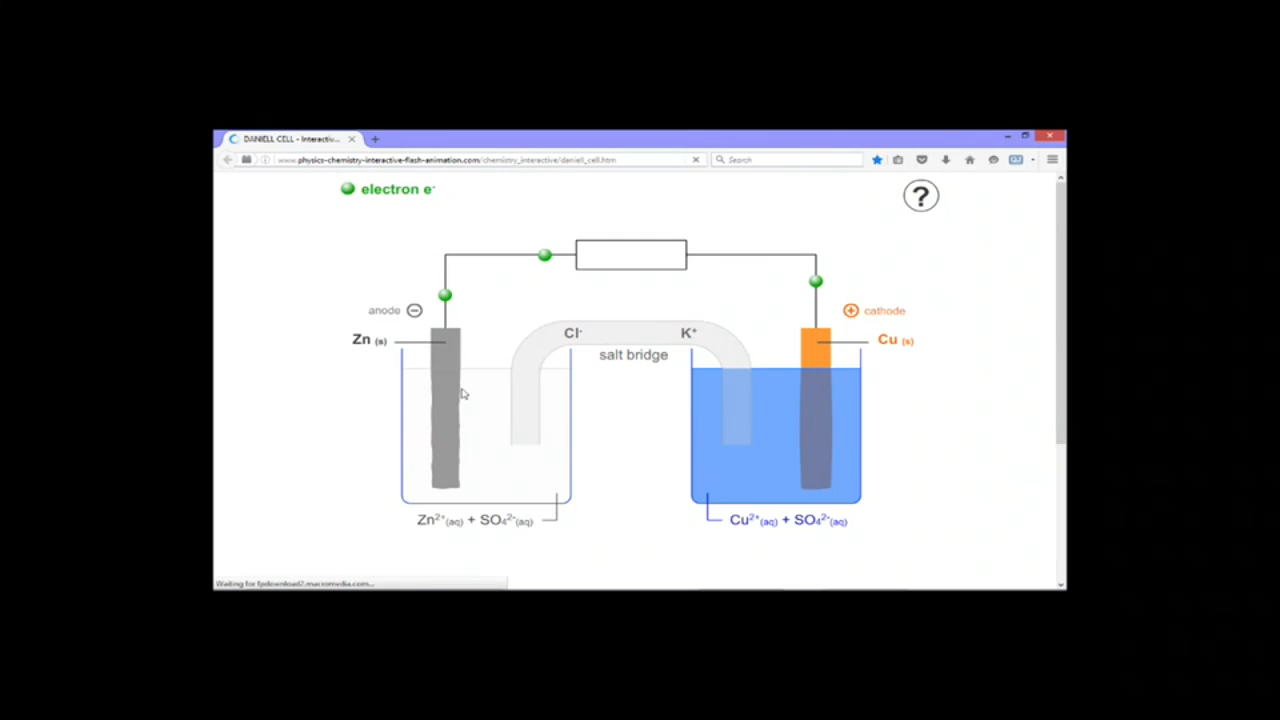 DANIELL CELL - Interactiv...
www.physics-chemistry-interactive-flash-animation.com/chemistry_interactive/daniell_cell.htm
Search
electron e-
?
anode −
+ cathode
Zn (s)
Cl-
K+
Cu (s)
salt bridge
Zn2+(aq) + SO42-(aq)
Cu2+(aq) + SO42-(aq)
Waiting for fpdownload2.macromedia.com...